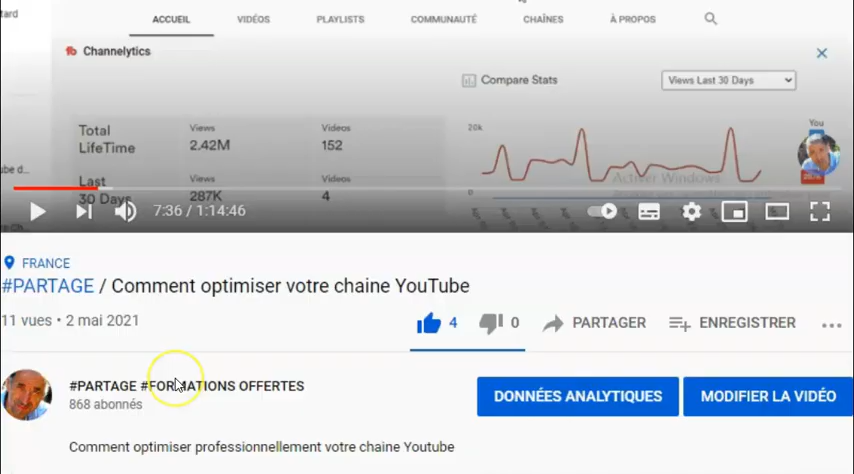 tard
ACCUEIL VIDÉOS PLAYLISTS COMMUNAUTÉ CHAÎNES À PROPOS
Channelytics
Compare Stats Views Last 30 Days
Total LifeTime
Views
2.42M
Videos
152
20k
You
ube d...
Last 30 Days
Views
287K
Videos
4
0
Activer Windows
7:36 / 1:14:46
FRANCE
#PARTAGE / Comment optimiser votre chaine YouTube
11 vues • 2 mai 2021
4 0 PARTAGER ENREGISTRER ...
#PARTAGE #FORMATIONS OFFERTES
868 abonnés
DONNÉES ANALYTIQUES MODIFIER LA VIDÉO
Comment optimiser professionnellement votre chaine Youtube